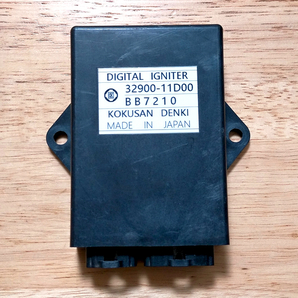 DIGITAL IGNITER
32900-11D00
BB7210
KOKUSAN DENKI
MADE IN JAPAN